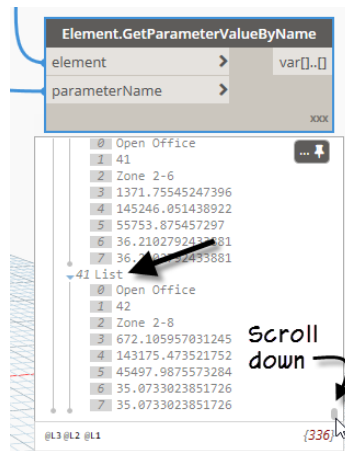 Element.GetParameterValueByName
element > var[]..[]
parameterName >
xxx
0 Open Office
1 41
2 Zone 2-6
3 1371.75545247396
4 145246.051438922
5 55753.875457297
6 36.2102792433881
7 36.2102792433881
41 List
0 Open Office
1 42
2 Zone 2-8
3 672.105957031245
4 143175.473521752
5 45497.9875573284
6 35.0733023851726
7 35.0733023851726
Scroll
down
@L3 @L2 @L1 {336}